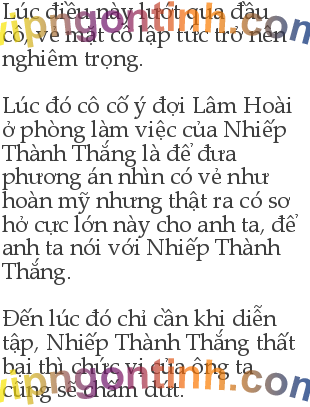 Lúc điều này lướt qua đầu
cô, vẻ mặt cô lập tức trở nên
nghiêm trọng.
Lúc đó cô cố ý đợi Lâm Hoài
ở phòng làm việc của Nhiếp
Thành Thắng là để đưa
phương án nhìn có vẻ như
hoàn mỹ nhưng thật ra có sơ
hở cực lớn này cho anh ta, để
anh ta nói với Nhiếp Thành
Thắng.
Đến lúc đó chỉ cần khi diễn
tập, Nhiếp Thành Thắng thất
bại thì chức vị của ông ta
cũng sẽ chấm dứt.
vipngontinh.com
vipngontinh.com